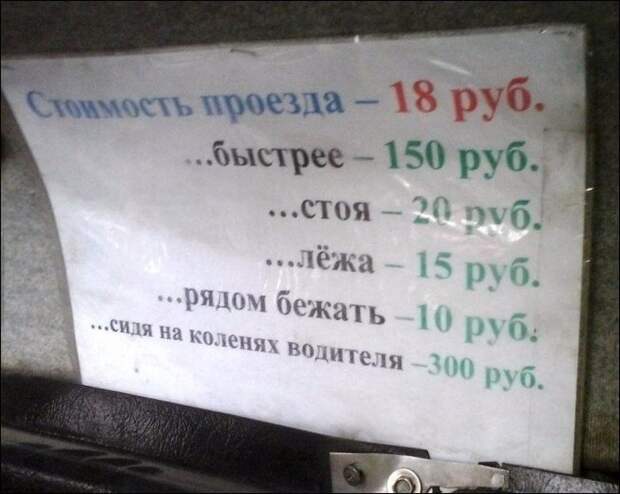 Стоимость проезда – 18 руб.
...быстрее – 150 руб.
...стоя – 20 руб.
...лёжа – 15 руб.
...рядом бежать –10 руб.
...сидя на коленях водителя –300 руб.